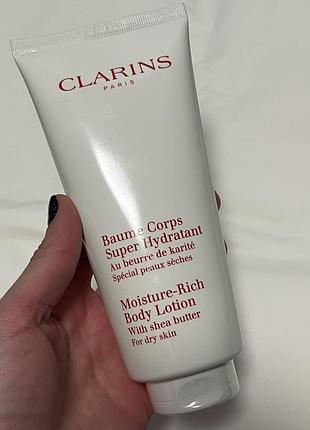 CLARINS
PARIS
Baume Corps
Super Hydratant
Au beurre de karité
Spécial peaux sèches
Moisture-Rich
Body Lotion
With shea butter
For dry skin